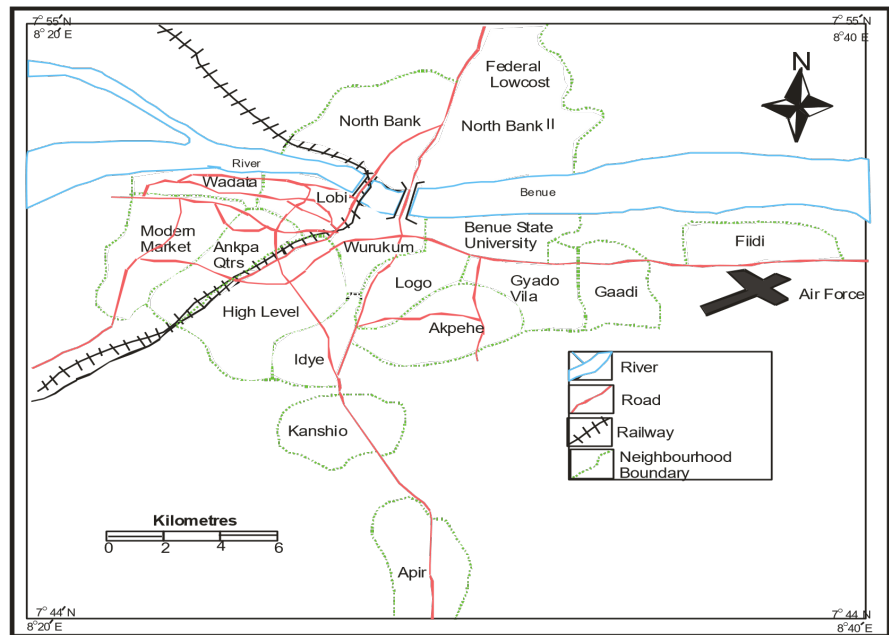 7° 55′ N
8° 20′ E
7° 55′ N
8° 40′ E
N
Federal
Lowcost
North Bank
North Bank II
River
Benue
Wadata
Lobi
Modern
Market
Ankpa
Qtrs
Wurukum
Benue State
University
Fiidi
Logo
Gyado
Vila
Gaadi
Air Force
High Level
Akpehe
Idye
River
Road
Railway
Neighbourhood
Boundary
Kanshio
Kilometres
0 2 4 6
Apir
7° 44′ N
8° 20′ E
7° 44′ N
8° 40′ E